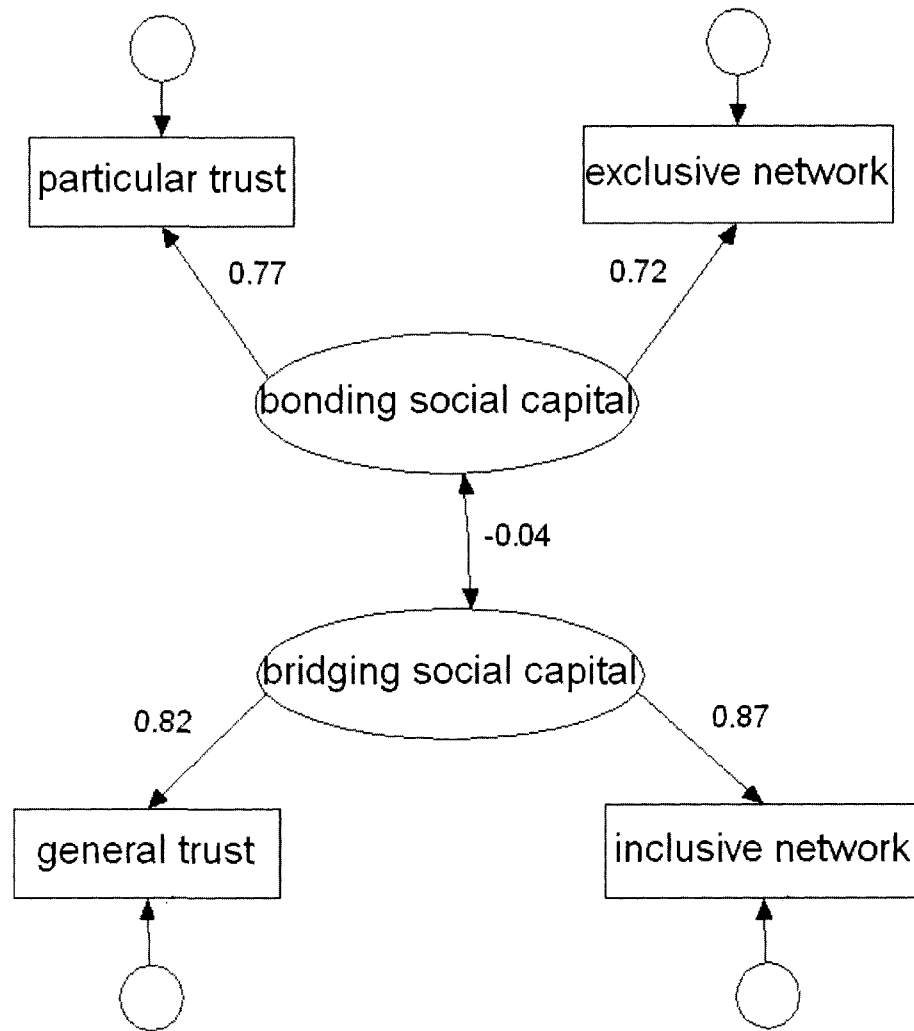 particular trust
exclusive network
0.77
0.72
bonding social capital
-0.04
bridging social capital
0.82
0.87
general trust
inclusive network